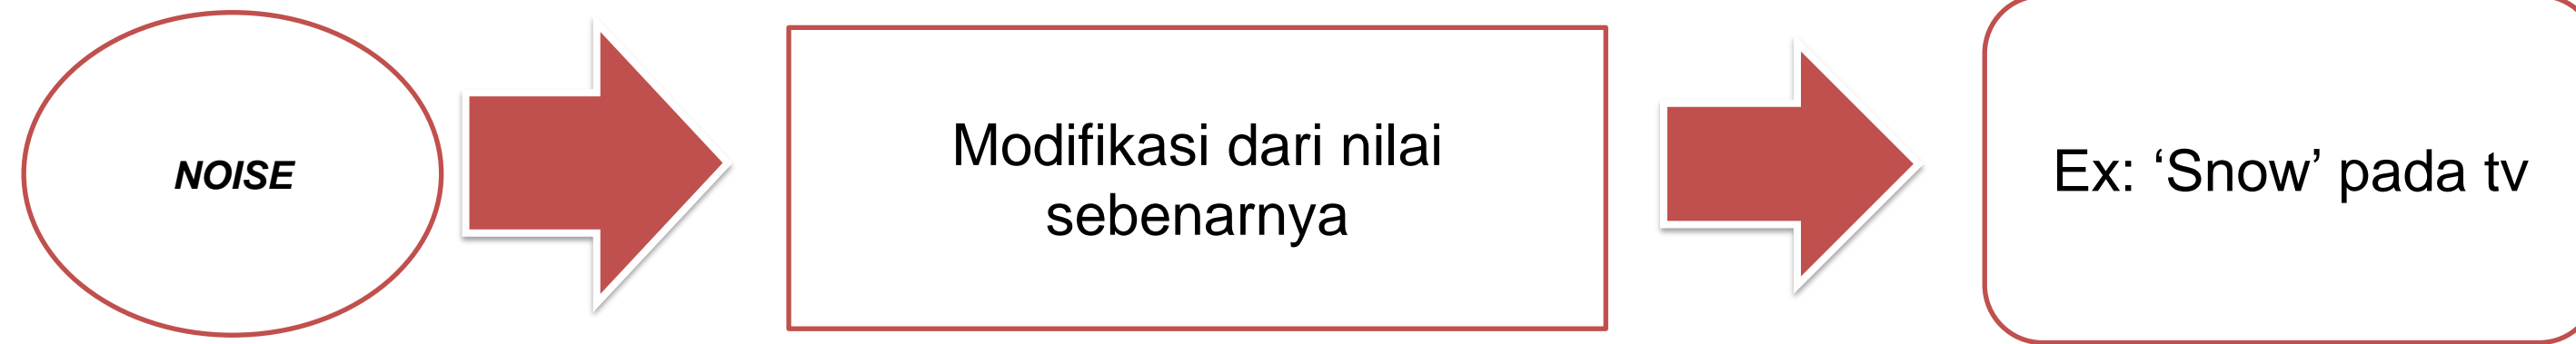 NOISE
Modifikasi dari nilai
sebenarnya
Ex: ‘Snow’ pada tv